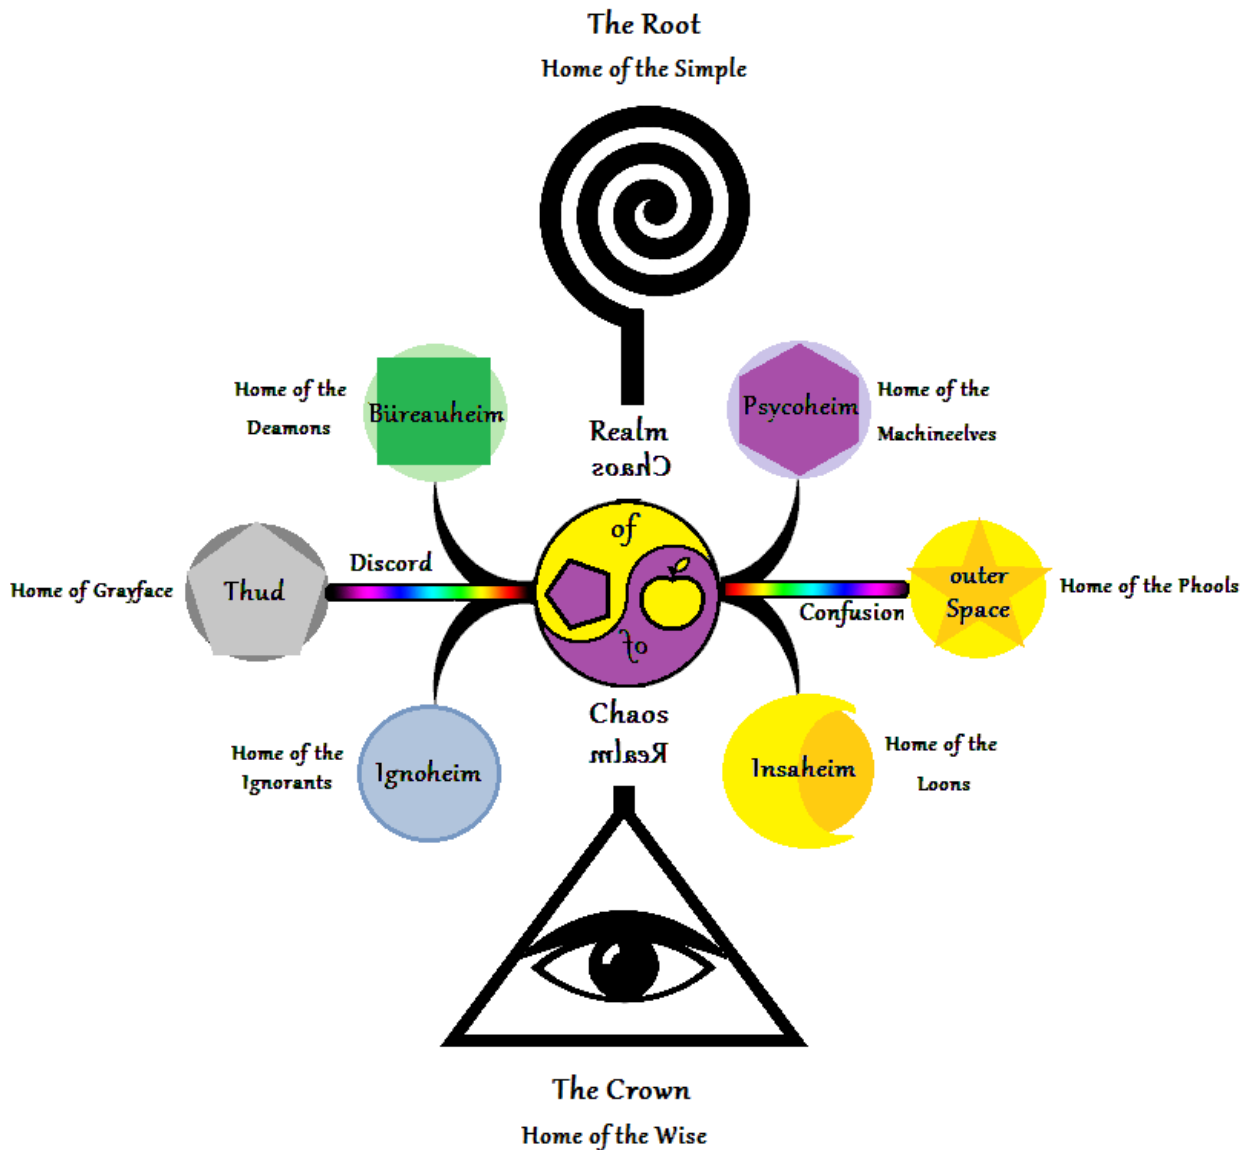 The Root
Home of the Simple
Home of the
Deamons
Büreauheim
Psycoheim
Home of the
Machineelves
Realm
Chaos
of
Home of Grayface
Thud
Discord
Confusion
outer
Space
Home of the Phools
of
Chaos
Realm
Home of the
Ignorants
Ignoheim
Insaheim
Home of the
Loons
The Crown
Home of the Wise